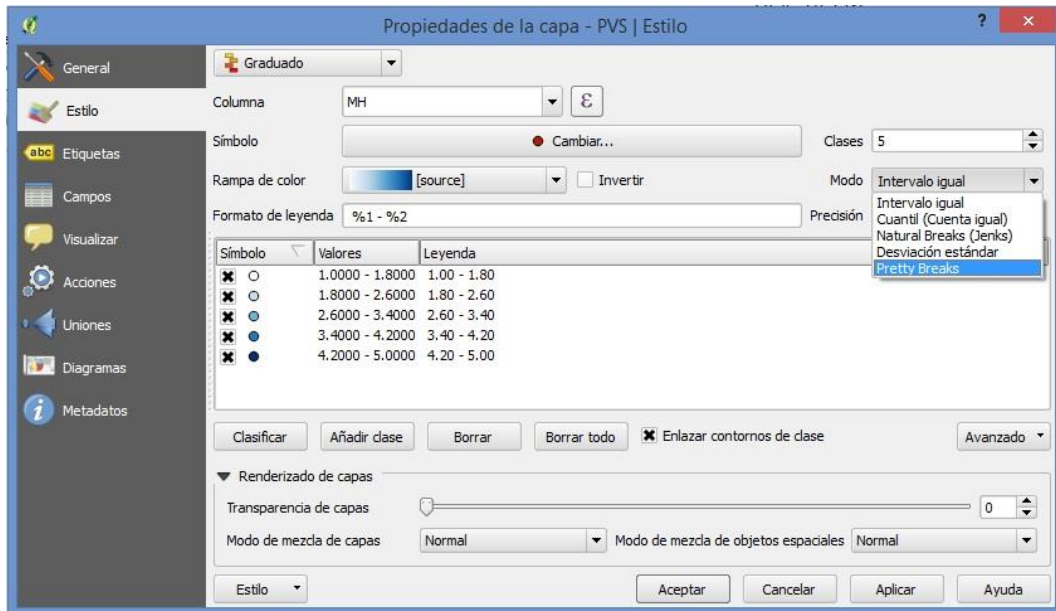 Propiedades de la capa - PVS | Estilo
?
General
Estilo
abc Etiquetas
Campos
Visualizar
Acciones
Uniones
Diagramas
i Metadatos
Graduado
Columna MH ε
Símbolo Cambiar... Clases 5
Rampa de color [source] Invertir Modo Intervalo igual
Formato de leyenda %1 - %2 Precisión
Intervalo igual
Cuantil (Cuenta igual)
Natural Breaks (Jenks)
Desviación estándar
Pretty Breaks
Símbolo Valores Leyenda
1.0000 - 1.8000 1.00 - 1.80
1.8000 - 2.6000 1.80 - 2.60
2.6000 - 3.4000 2.60 - 3.40
3.4000 - 4.2000 3.40 - 4.20
4.2000 - 5.0000 4.20 - 5.00
Clasificar Añadir clase Borrar Borrar todo Enlazar contornos de clase Avanzado
Renderizado de capas
Transparencia de capas 0
Modo de mezcla de capas Normal Modo de mezcla de objetos espaciales Normal
Estilo Aceptar Cancelar Aplicar Ayuda